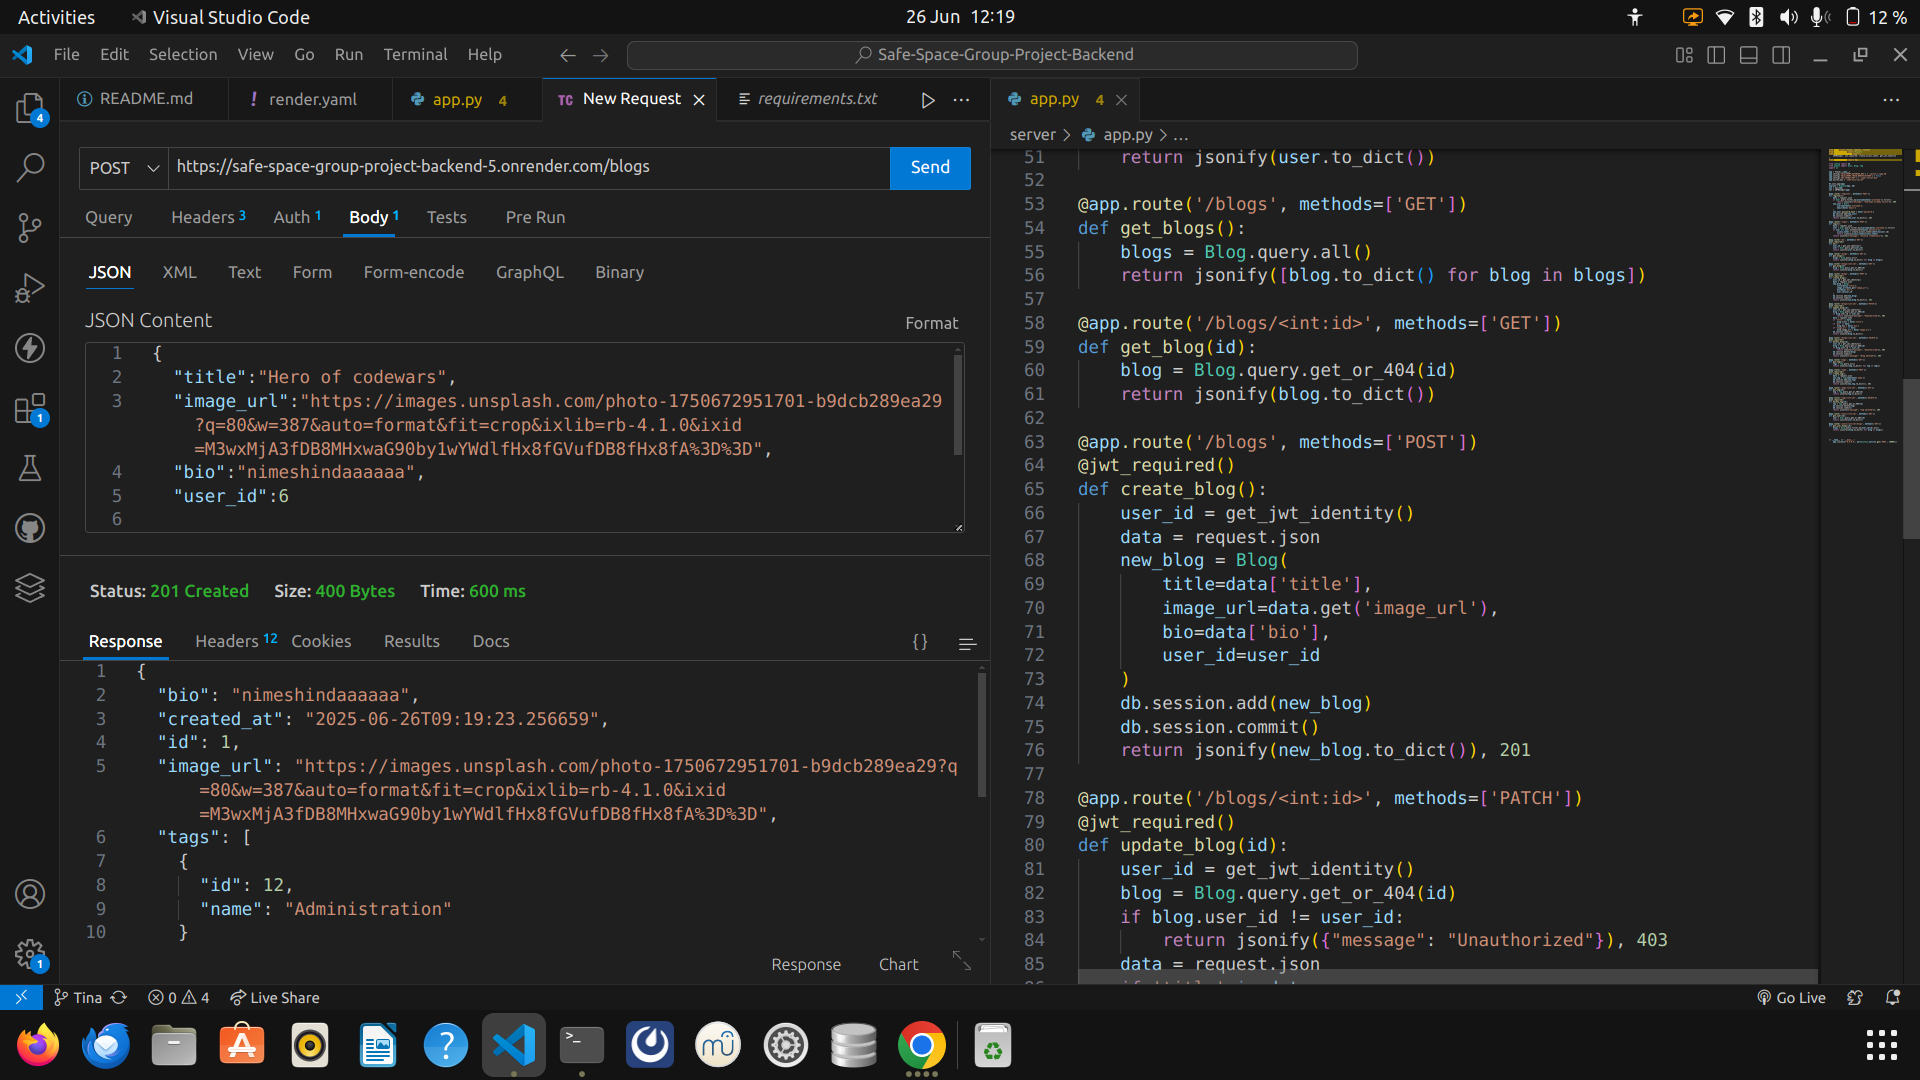 Activities
Visual Studio Code
26 Jun 12:19
12 %
File Edit Selection View Go Run Terminal Help
Safe-Space-Group-Project-Backend
README.md
render.yaml
app.py 4
TC New Request
requirements.txt
app.py 4
server > app.py > ...
POST
https://safe-space-group-project-backend-5.onrender.com/blogs
Send
Query Headers 3 Auth 1 Body 1 Tests Pre Run
JSON XML Text Form Form-encode GraphQL Binary
JSON Content
Format
1 {
2 "title":"Hero of codewars",
3 "image_url":"https://images.unsplash.com/photo-1750672951701-b9dcb289ea29
?q=80&w=387&auto=format&fit=crop&ixlib=rb-4.1.0&ixid
=M3wxMjA3fDB8MHxwaG90by1wYWdlfHx8fGVufDB8fHx8fA%3D%3D",
4 "bio":"nimeshindaaaaaa",
5 "user_id":6
6
Status: 201 Created Size: 400 Bytes Time: 600 ms
Response Headers 12 Cookies Results Docs
{}
1 {
2 "bio": "nimeshindaaaaaa",
3 "created_at": "2025-06-26T09:19:23.256659",
4 "id": 1,
5 "image_url": "https://images.unsplash.com/photo-1750672951701-b9dcb289ea29?q
=80&w=387&auto=format&fit=crop&ixlib=rb-4.1.0&ixid
=M3wxMjA3fDB8MHxwaG90by1wYWdlfHx8fGVufDB8fHx8fA%3D%3D",
6 "tags": [
7 {
8 "id": 12,
9 "name": "Administration"
10 }
Response Chart
51 return jsonify(user.to_dict())
52
53 @app.route('/blogs', methods=['GET'])
54 def get_blogs():
55 blogs = Blog.query.all()
56 return jsonify([blog.to_dict() for blog in blogs])
57
58 @app.route('/blogs/<int:id>', methods=['GET'])
59 def get_blog(id):
60 blog = Blog.query.get_or_404(id)
61 return jsonify(blog.to_dict())
62
63 @app.route('/blogs', methods=['POST'])
64 @jwt_required()
65 def create_blog():
66 user_id = get_jwt_identity()
67 data = request.json
68 new_blog = Blog(
69 title=data['title'],
70 image_url=data.get('image_url'),
71 bio=data['bio'],
72 user_id=user_id
73 )
74 db.session.add(new_blog)
75 db.session.commit()
76 return jsonify(new_blog.to_dict()), 201
77
78 @app.route('/blogs/<int:id>', methods=['PATCH'])
79 @jwt_required()
80 def update_blog(id):
81 user_id = get_jwt_identity()
82 blog = Blog.query.get_or_404(id)
83 if blog.user_id != user_id:
84 return jsonify({"message": "Unauthorized"}), 403
85 data = request.json
4
1
1
Tina
0 4
Live Share
Go Live